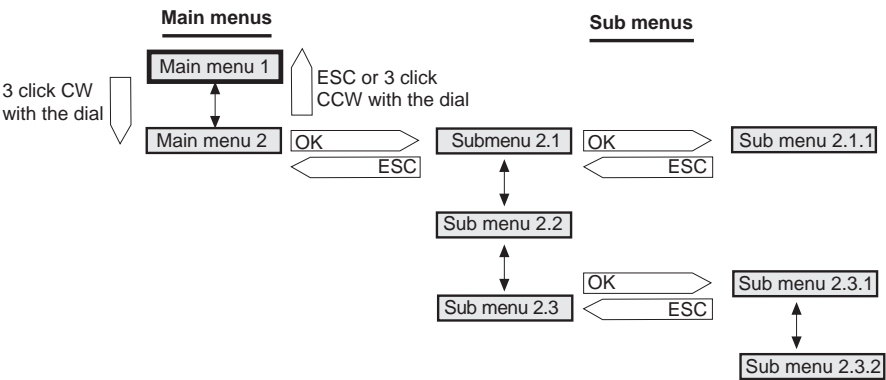 Main menus
Sub menus
Main menu 1
3 click CW
with the dial
ESC or 3 click
CCW with the dial
Main menu 2
OK
ESC
Submenu 2.1
OK
ESC
Sub menu 2.1.1
Sub menu 2.2
Sub menu 2.3
OK
ESC
Sub menu 2.3.1
Sub menu 2.3.2